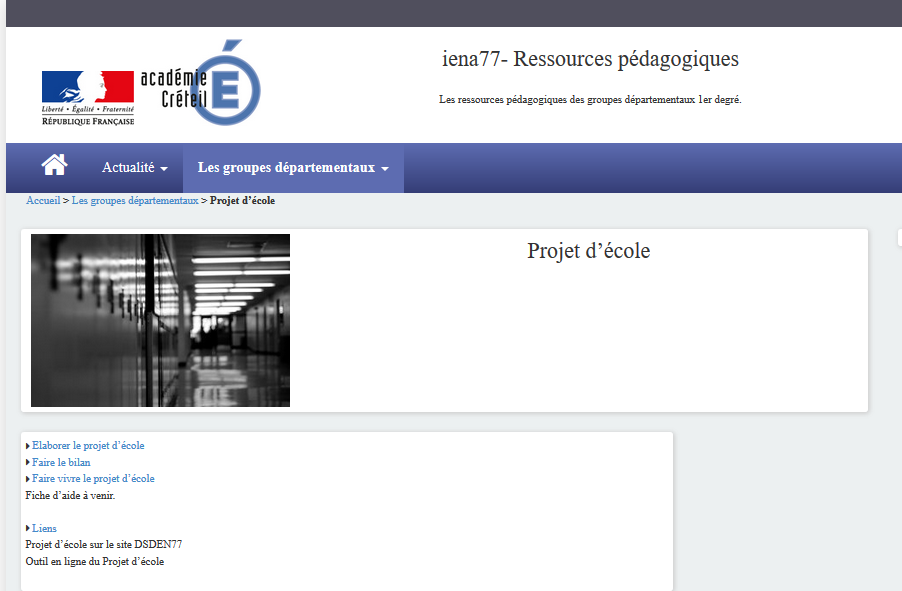 académie
Créteil
É
Liberté • Égalité • Fraternité
RÉPUBLIQUE FRANÇAISE
iena77- Ressources pédagogiques
Les ressources pédagogiques des groupes départementaux 1er degré.
Actualité
Les groupes départementaux
Accueil > Les groupes départementaux > Projet d’école
Projet d’école
Elaborer le projet d’école
Faire le bilan
Faire vivre le projet d’école
Fiche d’aide à venir.
Liens
Projet d’école sur le site DSDEN77
Outil en ligne du Projet d’école